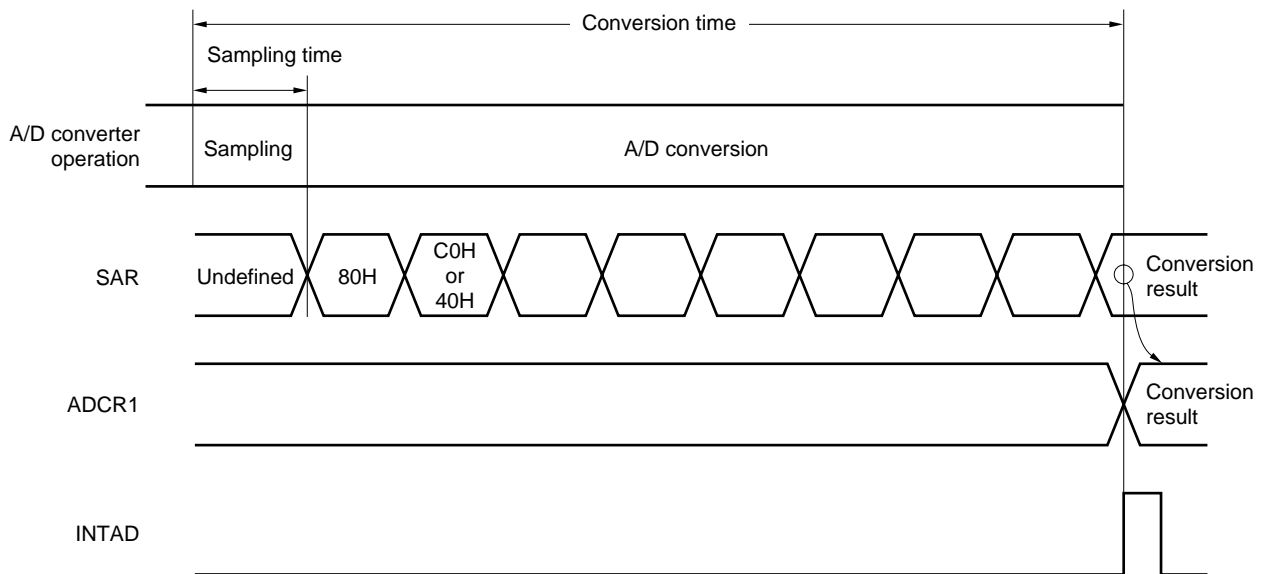 Conversion time
Sampling time
A/D converter
operation
Sampling
A/D conversion
SAR
Undefined
80H
C0H
or
40H
Conversion
result
ADCR1
Conversion
result
INTAD